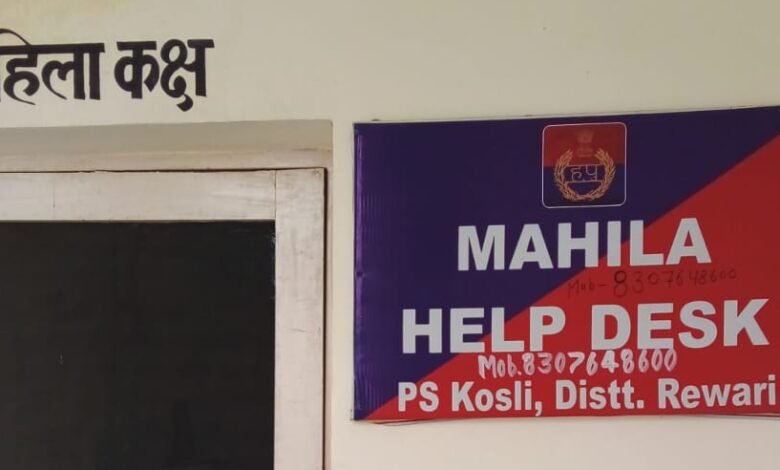 हिला कक्ष
हपु
MAHILA
Mob-8307648600
HELP DESK
Mob.8307648600
PS Kosli, Distt. Rewari